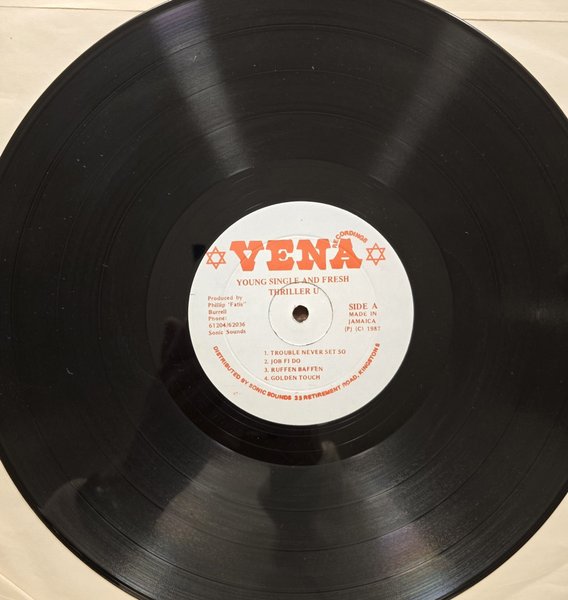 VENA
RECORDINGS
YOUNG SINGLE AND FRESH
THRILLER U
Produced by
Phillip "Fatis"
Burrell
Phone:
61204/62036
Sonic Sounds
SIDE A
MADE IN
JAMAICA
(P) (C) 1987
1. TROUBLE NEVER SET SO
2. JOB FI DO
3. RUFFEN BAFFEN
4. GOLDEN TOUCH
DISTRIBUTED BY SONIC SOUNDS 33 RETIREMENT ROAD, KINGSTON 5